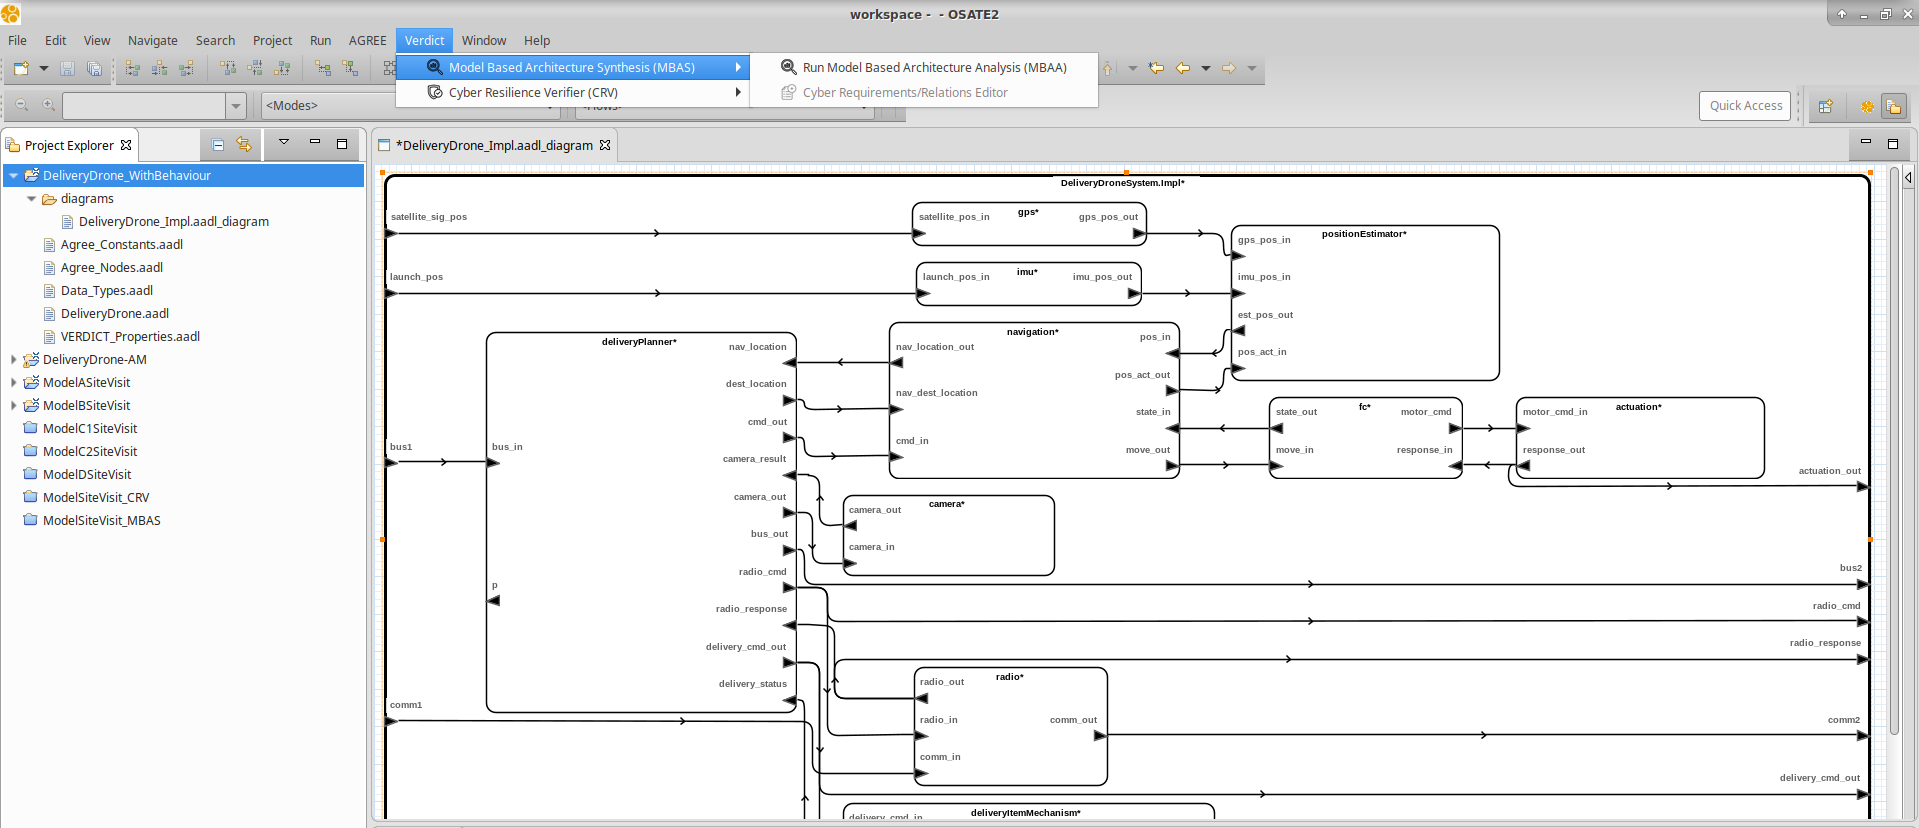 workspace -  - OSATE2
File Edit View Navigate Search Project Run AGREE Verdict Window Help
Model Based Architecture Synthesis (MBAS)
Run Model Based Architecture Analysis (MBAA)
Cyber Resilience Verifier (CRV)
Cyber Requirements/Relations Editor
<Modes>
Quick Access
Project Explorer
*DeliveryDrone_Impl.aadl_diagram
DeliveryDrone_WithBehaviour
diagrams
DeliveryDrone_Impl.aadl_diagram
Agree_Constants.aadl
Agree_Nodes.aadl
Data_Types.aadl
DeliveryDrone.aadl
VERDICT_Properties.aadl
DeliveryDrone-AM
ModelASiteVisit
ModelBSiteVisit
ModelC1SiteVisit
ModelC2SiteVisit
ModelDSiteVisit
ModelSiteVisit_CRV
ModelSiteVisit_MBAS
DeliveryDroneSystem.Impl*
satellite_sig_pos
launch_pos
bus1
comm1
gps*
satellite_pos_in
gps_pos_out
imu*
launch_pos_in
imu_pos_out
positionEstimator*
gps_pos_in
imu_pos_in
est_pos_out
pos_act_in
deliveryPlanner*
nav_location
dest_location
cmd_out
bus_in
camera_result
camera_out
bus_out
radio_cmd
p
radio_response
delivery_cmd_out
delivery_status
navigation*
nav_location_out
pos_in
pos_act_out
nav_dest_location
state_in
cmd_in
move_out
fc*
state_out
motor_cmd
move_in
response_in
actuation*
motor_cmd_in
response_out
camera*
camera_out
camera_in
radio*
radio_out
radio_in
comm_out
comm_in
deliveryItemMechanism*
delivery_cmd_in
actuation_out
bus2
radio_cmd
radio_response
comm2
delivery_cmd_out